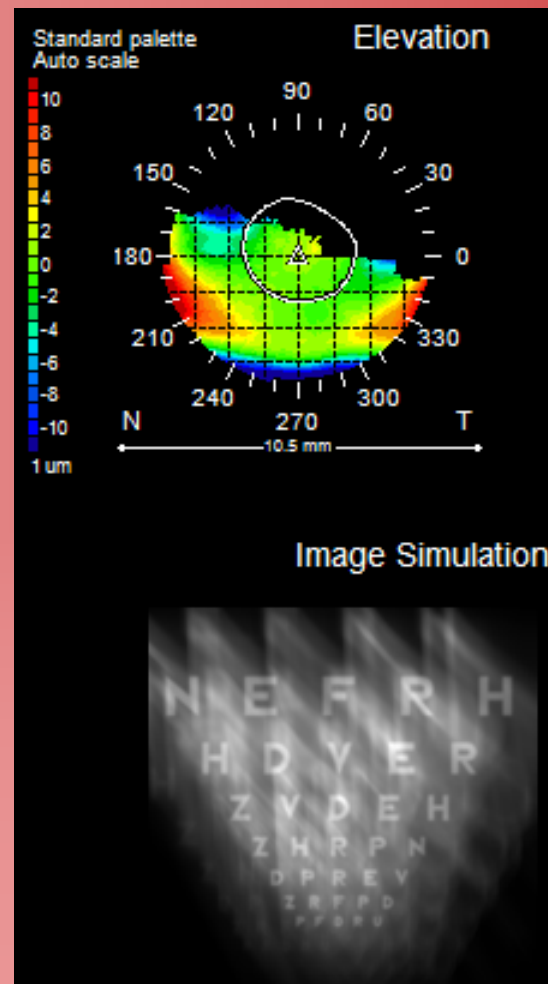 Standard palette
Auto scale
Elevation
10
8
6
4
2
0
-2
-4
-6
-8
-10
1 um
90
120
60
150
30
180
0
210
330
240
300
270
N
T
10.5 mm
Image Simulation
N E F R H
H D V E R
Z V D E H
Z H R P N
D P R E V
Z R F P D
P F D R U